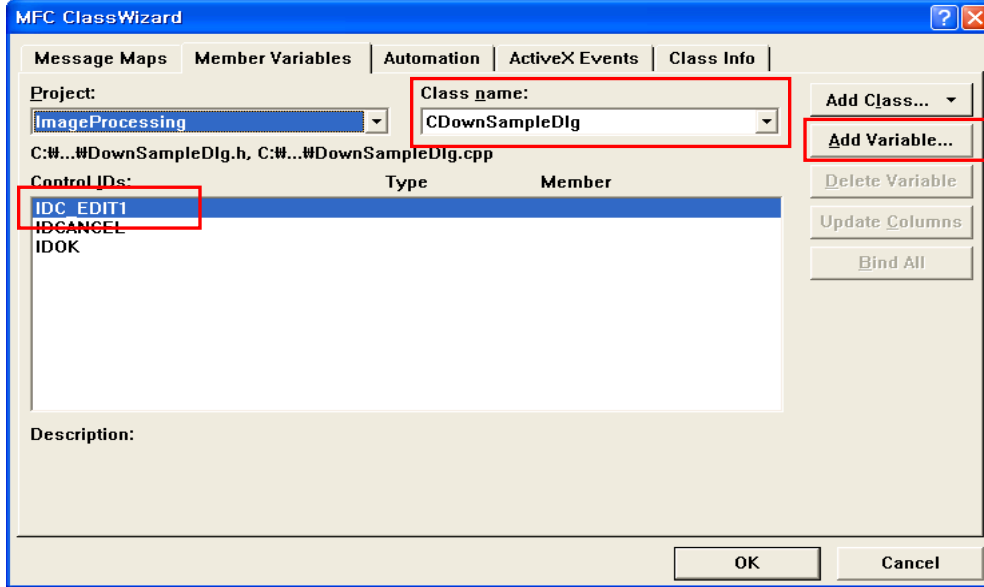 MFC ClassWizard
Message Maps Member Variables Automation ActiveX Events Class Info
Project: Class name:
ImageProcessing CDownSampleDlg
Add Class...
Add Variable...
C:₩...₩DownSampleDlg.h, C:₩...₩DownSampleDlg.cpp
Control IDs: Type Member
Delete Variable
IDC_EDIT1
IDCANCEL
Update Columns
IDOK
Bind All
Description:
OK Cancel